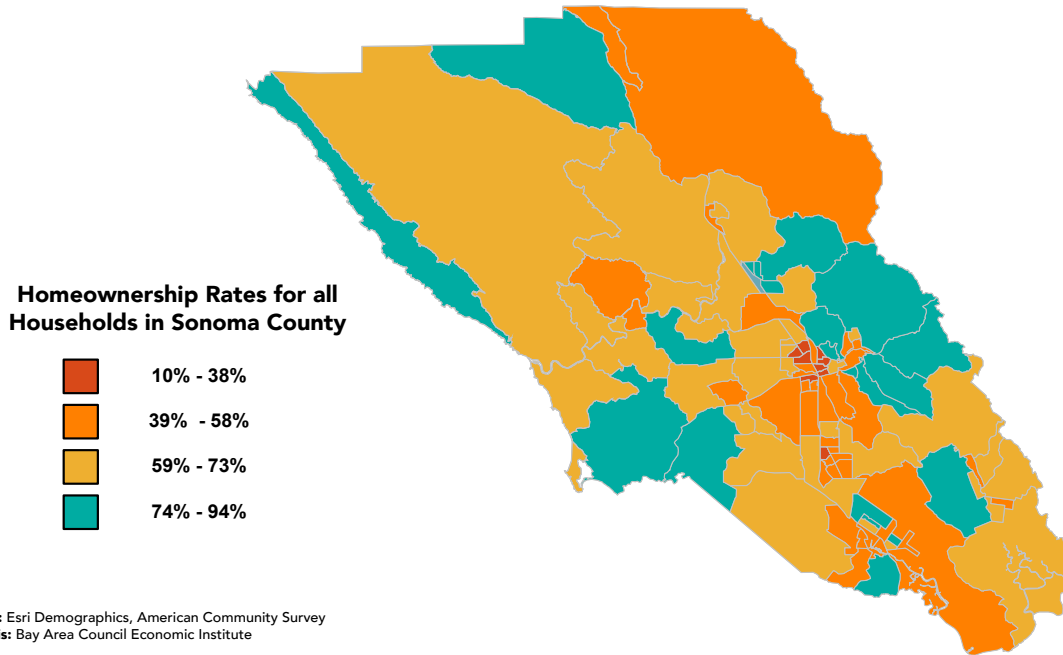 Homeownership Rates for all
Households in Sonoma County
10% - 38%
39% - 58%
59% - 73%
74% - 94%
: Esri Demographics, American Community Survey
is: Bay Area Council Economic Institute